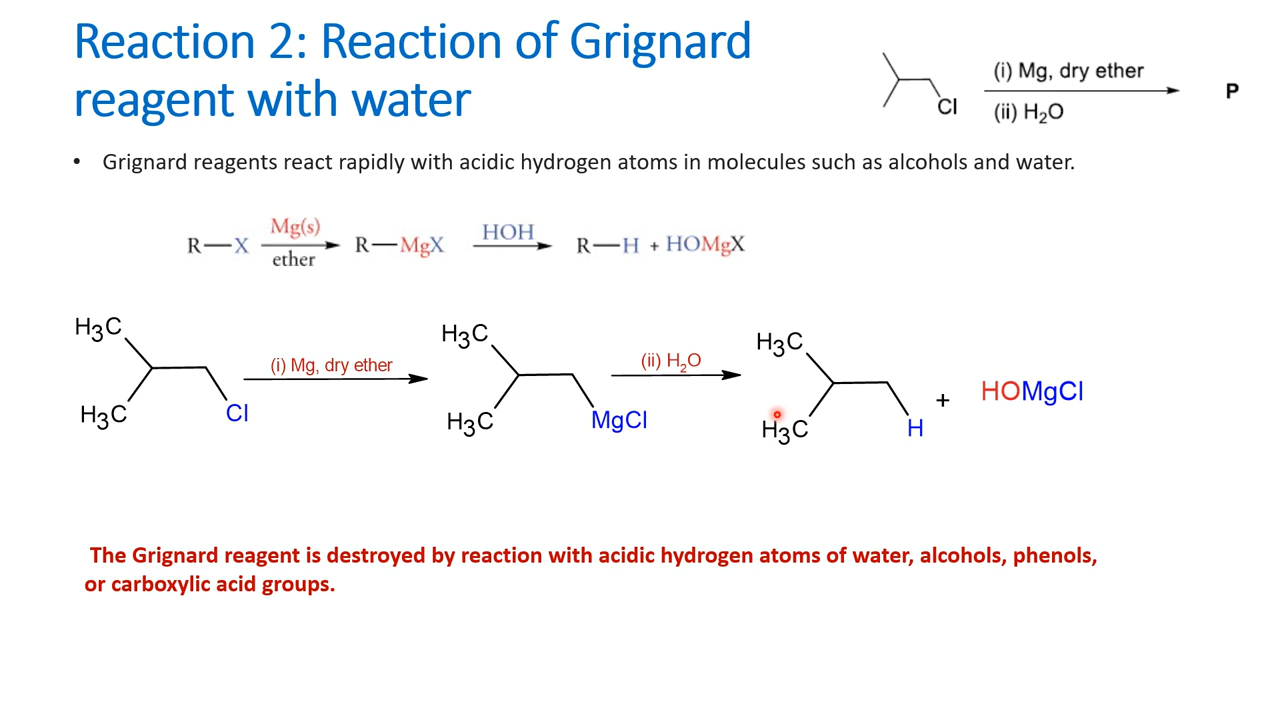 Reaction 2: Reaction of Grignard
reagent with water
Cl
(i) Mg, dry ether
(ii) H₂O
P
• Grignard reagents react rapidly with acidic hydrogen atoms in molecules such as alcohols and water.
R—X Mg(s) ether R—MgX HOH R—H + HOMgX
H₃C
H₃C
Cl
(i) Mg, dry ether
H₃C
H₃C
MgCl
(ii) H₂O
H₃C
H₃C
H
+
HOMgCl
The Grignard reagent is destroyed by reaction with acidic hydrogen atoms of water, alcohols, phenols,
or carboxylic acid groups.